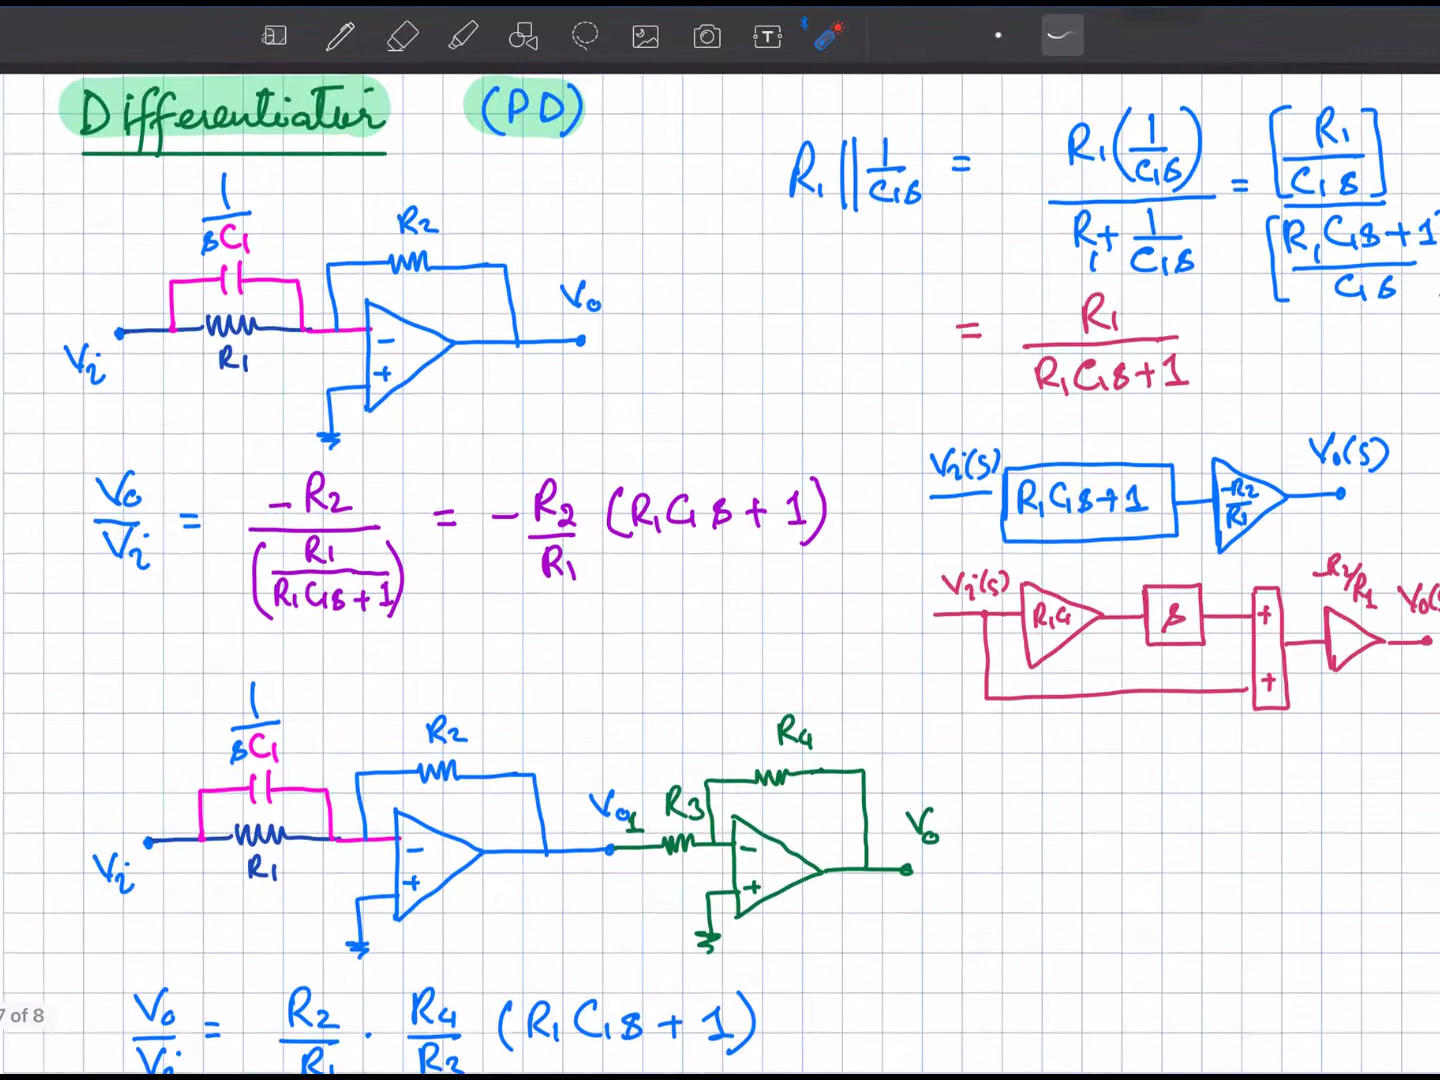 Differentiator (PD)
R₁ || 1/C₁s = R₁(1/C₁s) / (R₁ + 1/C₁s) = [R₁/C₁s] / [R₁C₁s+1/C₁s
= R₁ / (R₁C₁s+1)
1/sC₁
R₂
Vo
Vi
R₁
-
+
Vo/Vi = -R₂ / (R₁/(R₁C₁s+1)) = -R₂/R₁ (R₁C₁s+1)
Vi(s) R₁C₁s+1 -R₂/R₁ Vo(s)
Vi(s) R₁C₁ s + + -R₂/R₁ Vo(s
1/sC₁
R₂
R₄
Vo1 R₃
Vo
Vi
R₁
-
+
-
+
Vo/Vi = R₂/R₁ · R₄/R₂ (R₁C₁s+1)
7 of 8
T